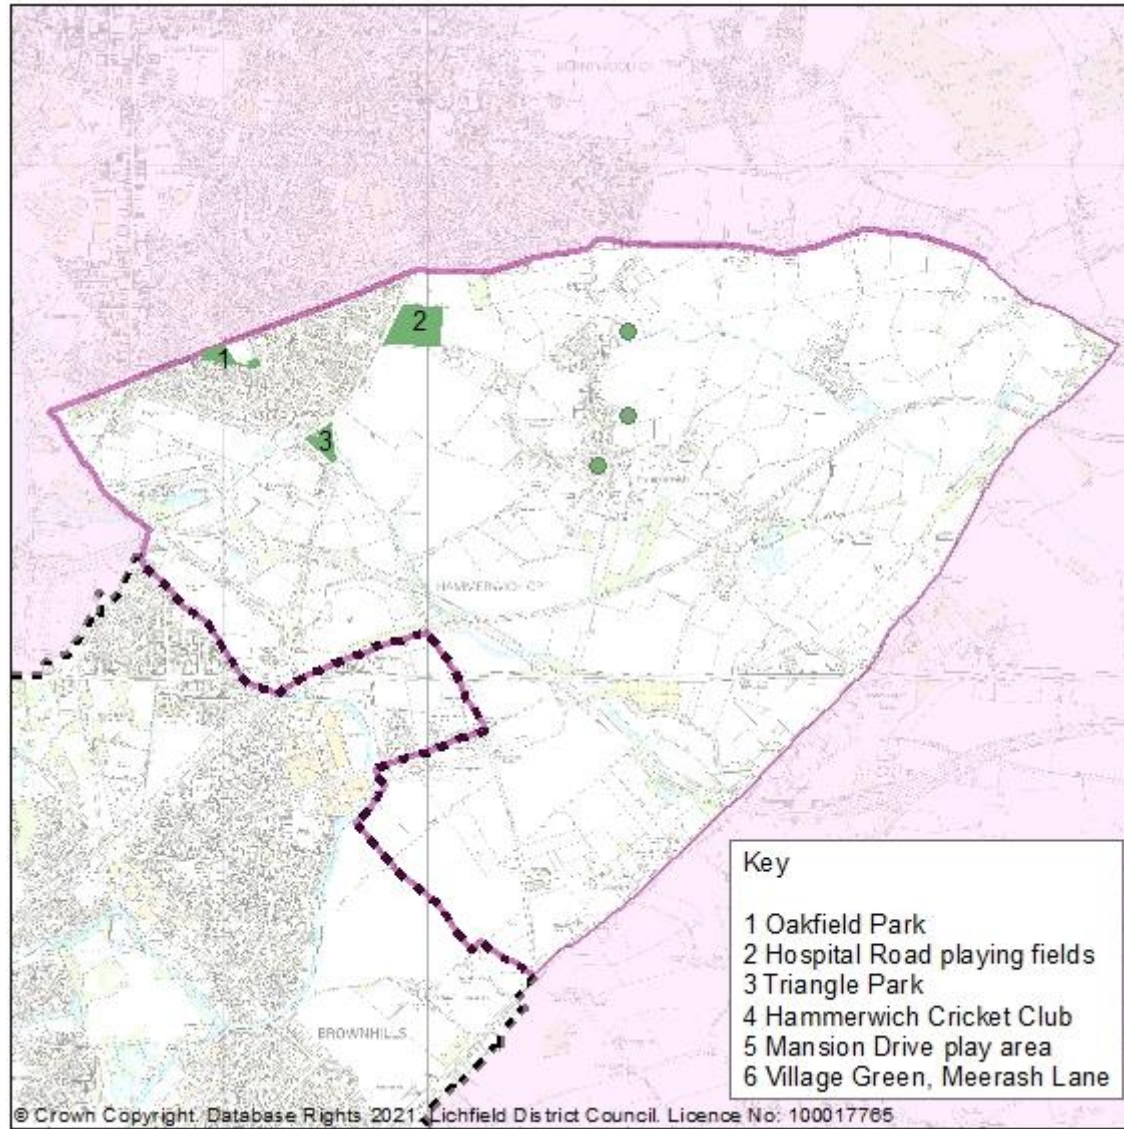 1
2
3
HAMMERWICH CP
BROWNHILLS
Key
1 Oakfield Park
2 Hospital Road playing fields
3 Triangle Park
4 Hammerwich Cricket Club
5 Mansion Drive play area
6 Village Green, Meerash Lane
© Crown Copyright. Database Rights 2021. Lichfield District Council. Licence No: 100017765